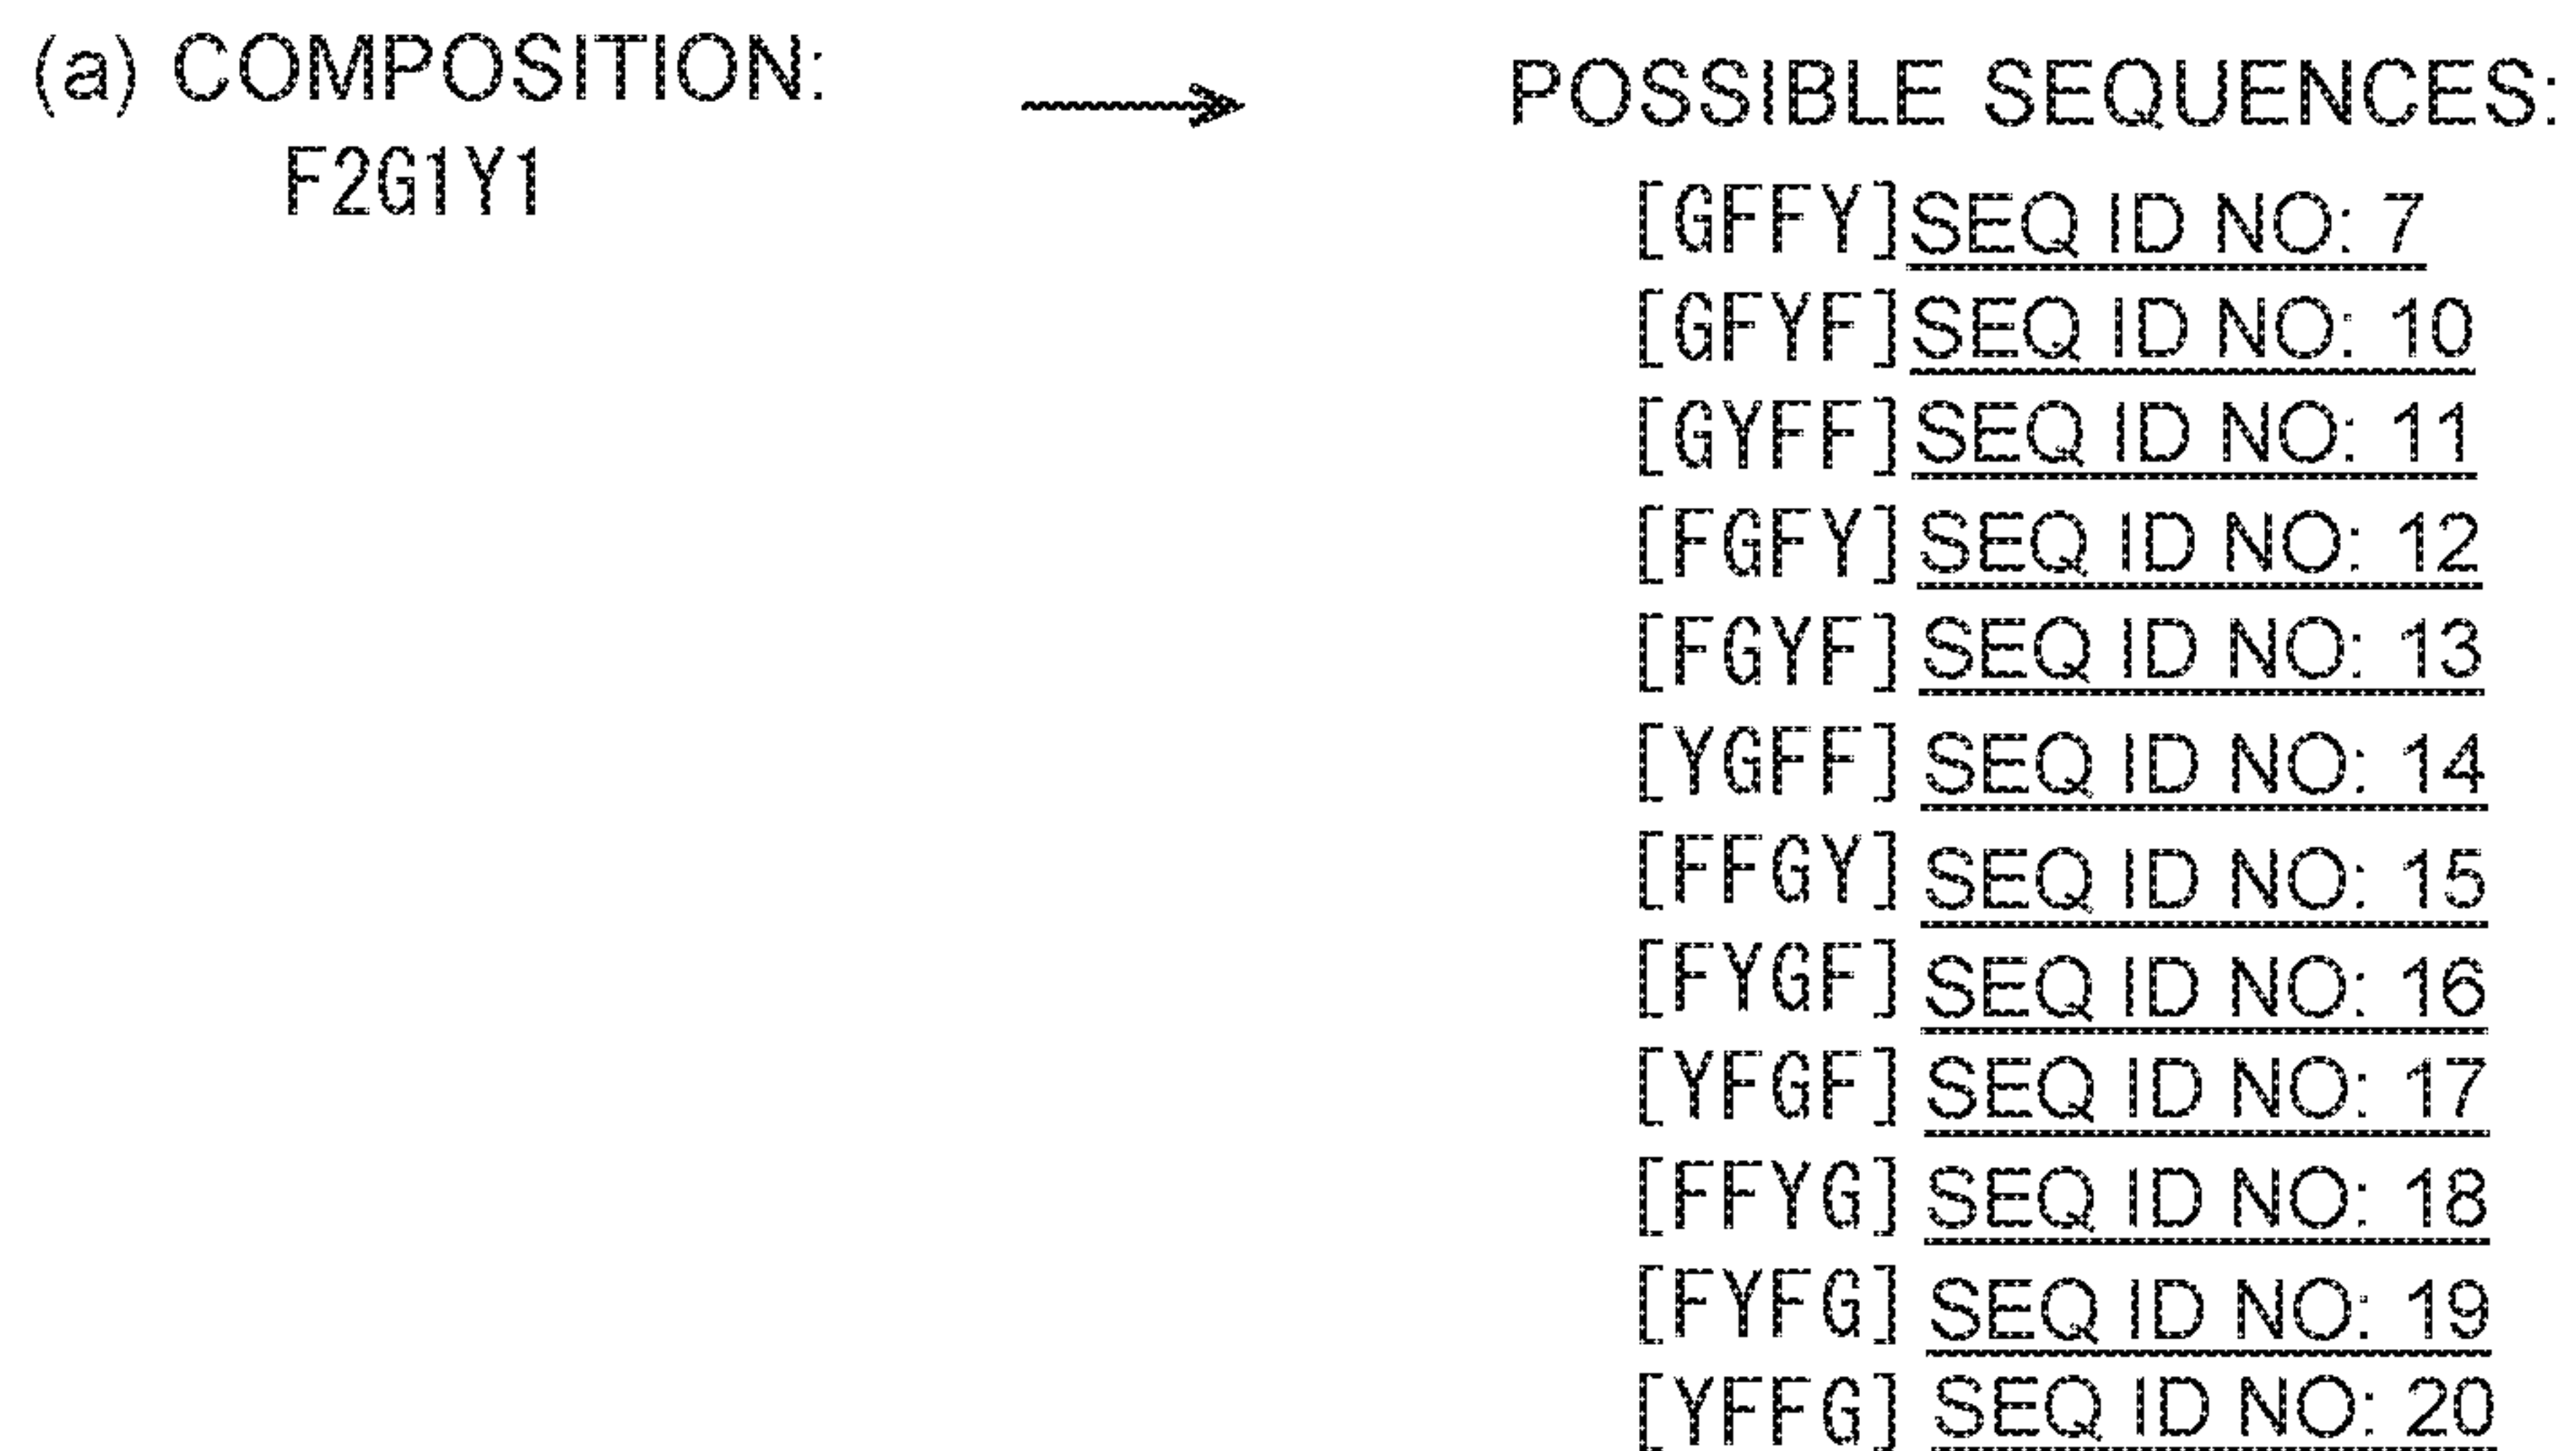 (a) COMPOSITION:
F2G1Y1
POSSIBLE SEQUENCES:
[GFFY] SEQ ID NO: 7
[GFYF] SEQ ID NO: 10
[GYFF] SEQ ID NO: 11
[FGFY] SEQ ID NO: 12
[FGYF] SEQ ID NO: 13
[YGFF] SEQ ID NO: 14
[FFGY] SEQ ID NO: 15
[FYGF] SEQ ID NO: 16
[YFGF] SEQ ID NO: 17
[FFYG] SEQ ID NO: 18
[FYFG] SEQ ID NO: 19
[YFFG] SEQ ID NO: 20